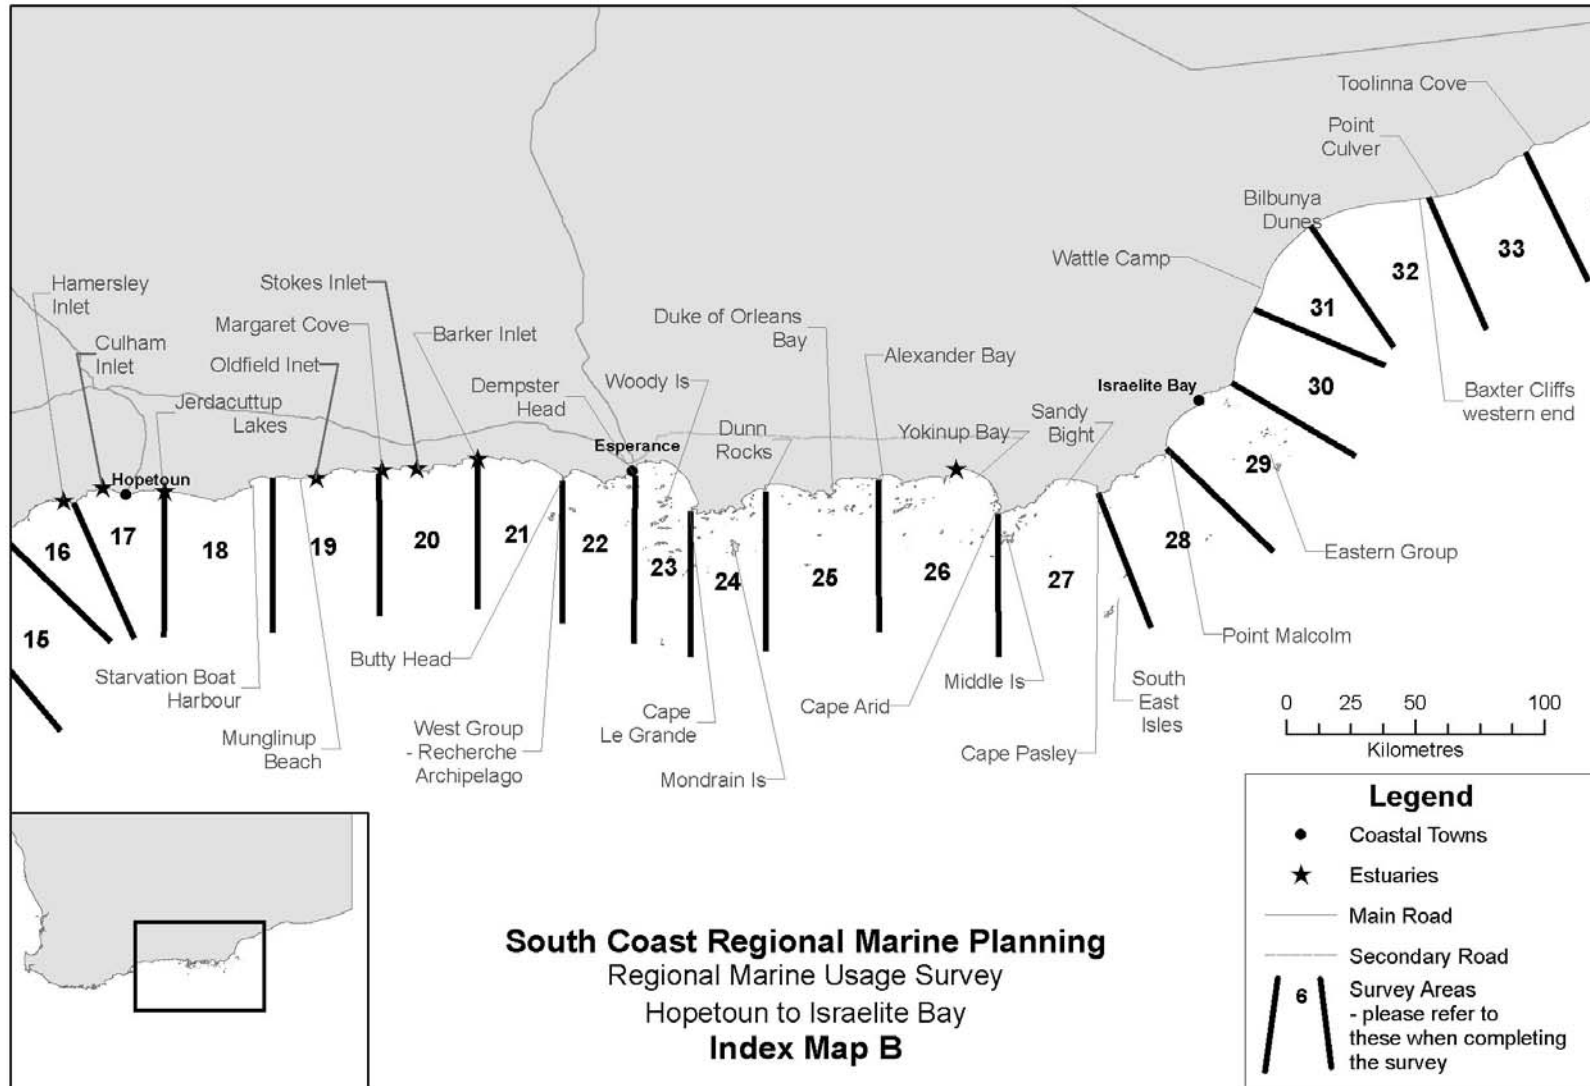 Toolinna Cove
Point
Culver
Bilbunya
Dunes
Wattle Camp
33
32
31
30
Baxter Cliffs
western end
Hamersley
Inlet
Stokes Inlet
Margaret Cove
Culham
Inlet
Oldfield Inet
Barker Inlet
Jerdacuttup
Lakes
Dempster
Head
Woody Is
Duke of Orleans
Bay
Alexander Bay
Dunn
Rocks
Yokinup Bay
Sandy
Bight
Israelite Bay
Esperance
Hopetoun
29
Eastern Group
15
16
17
18
19
20
21
22
23
24
25
26
27
28
Point Malcolm
Starvation Boat
Harbour
Munglinup
Beach
Butty Head
West Group
- Recherche
Archipelago
Cape
Le Grande
Mondrain Is
Cape Arid
Middle Is
Cape Pasley
South
East
Isles
0 25 50 100
Kilometres
Legend
Coastal Towns
Estuaries
Main Road
Secondary Road
6
Survey Areas
- please refer to
these when completing
the survey
South Coast Regional Marine Planning
Regional Marine Usage Survey
Hopetoun to Israelite Bay
Index Map B